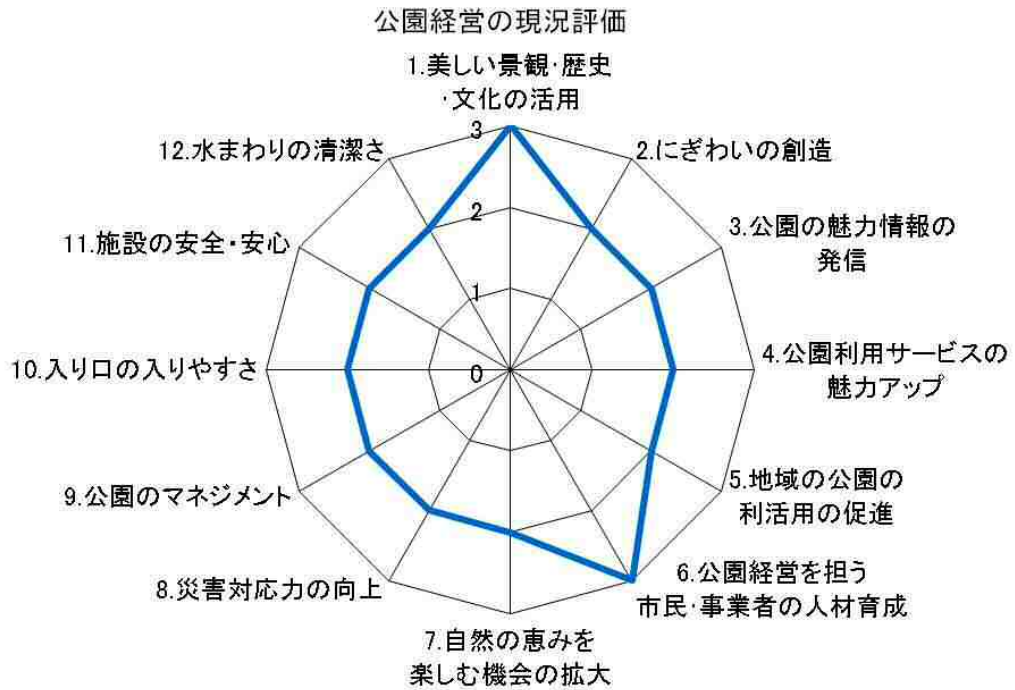 公園経営の現況評価
1.美しい景観・歴史
・文化の活用
2.にぎわいの創造
3.公園の魅力情報の
発信
4.公園利用サービスの
魅力アップ
5.地域の公園の
利活用の促進
6.公園経営を担う
市民・事業者の人材育成
7.自然の恵みを
楽しむ機会の拡大
8.災害対応力の向上
9.公園のマネジメント
10.入り口の入りやすさ
11.施設の安全・安心
12.水まわりの清潔さ
3
2
1
0